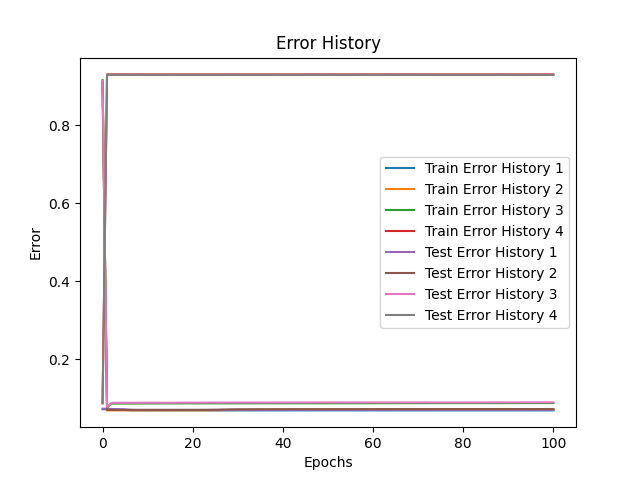 Error History
Error
0.8
0.6
0.4
0.2
Train Error History 1
Train Error History 2
Train Error History 3
Train Error History 4
Test Error History 1
Test Error History 2
Test Error History 3
Test Error History 4
0 20 40 60 80 100
Epochs